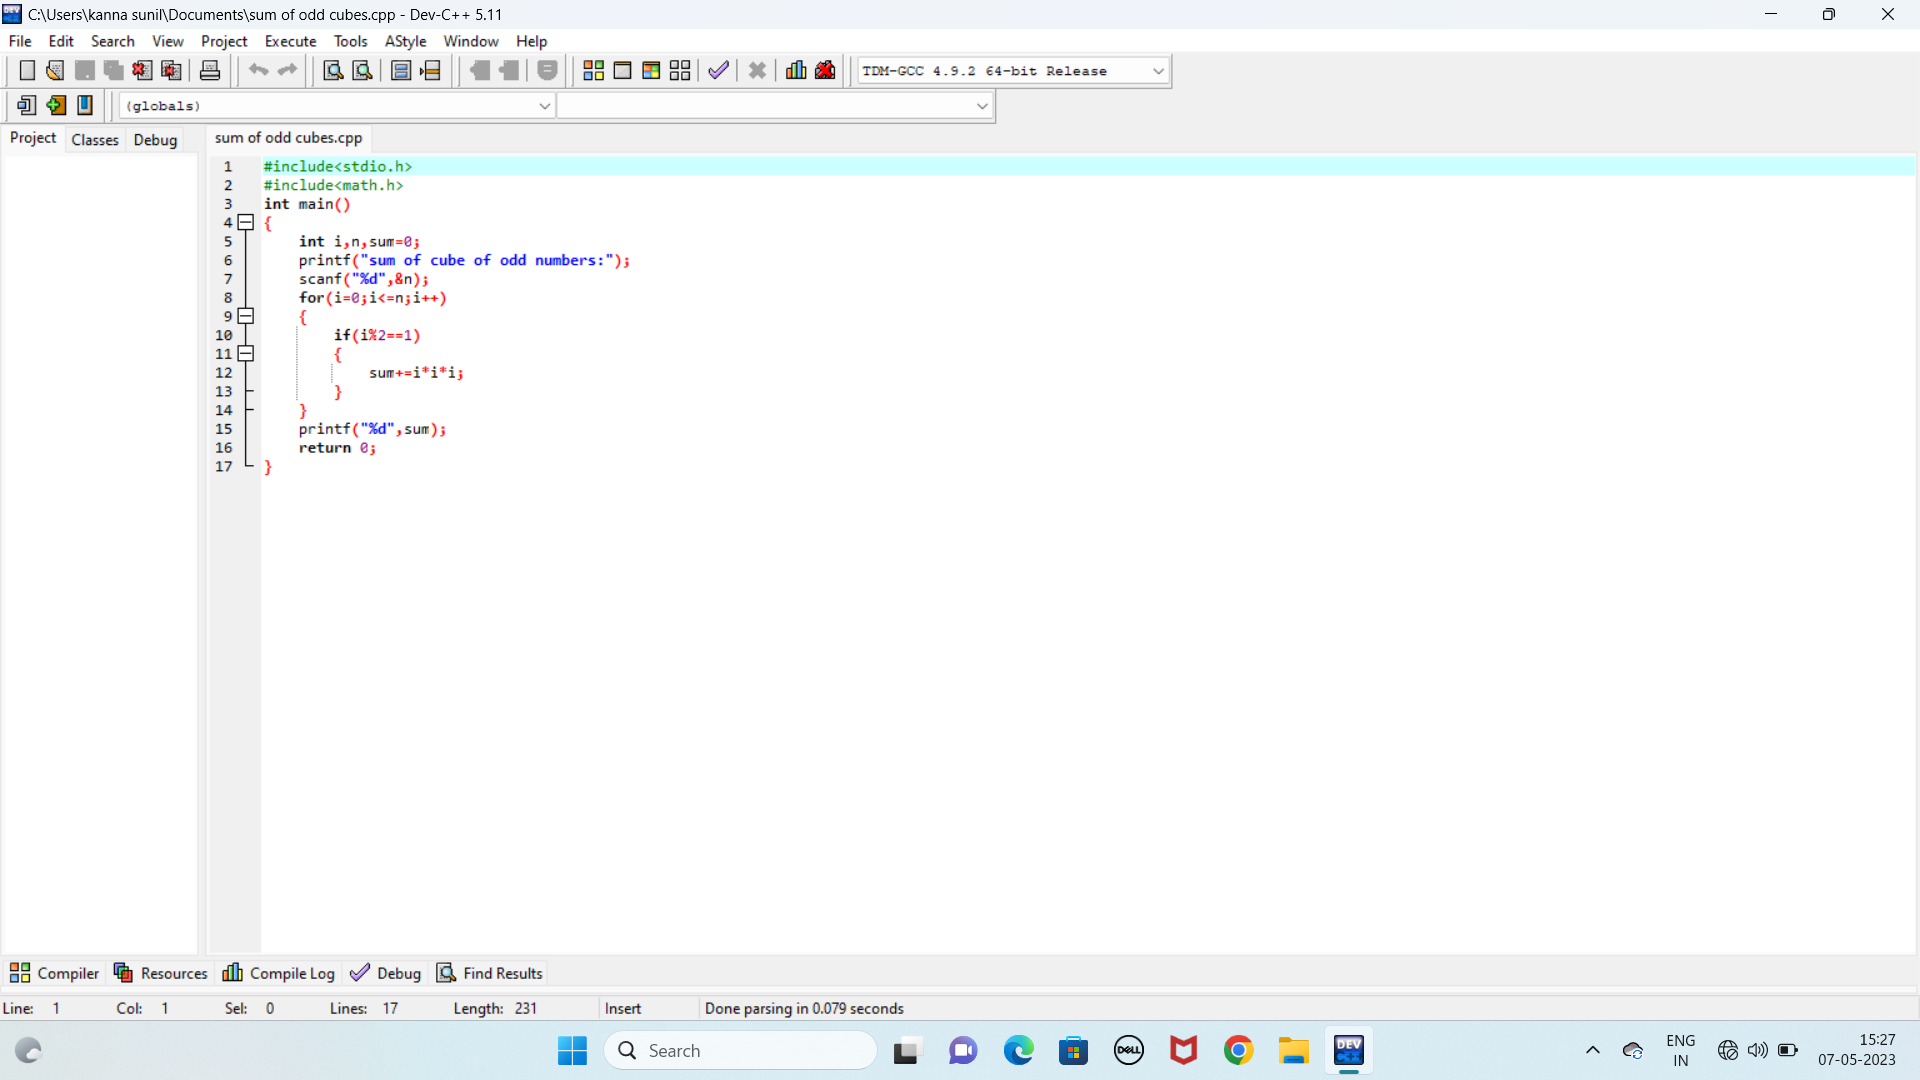 C:\Users\kanna sunil\Documents\sum of odd cubes.cpp - Dev-C++ 5.11
File Edit Search View Project Execute Tools AStyle Window Help
TDM-GCC 4.9.2 64-bit Release
(globals)
Project Classes Debug sum of odd cubes.cpp
1 #include<stdio.h>
2 #include<math.h>
3 int main()
4 {
5 int i,n,sum=0;
6 printf("sum of cube of odd numbers:");
7 scanf("%d",&n);
8 for(i=0;i<=n;i++)
9 {
10 if(i%2==1)
11 {
12 sum+=i*i*i;
13 }
14 }
15 printf("%d",sum);
16 return 0;
17 }
Compiler Resources Compile Log Debug Find Results
Line: 1 Col: 1 Sel: 0 Lines: 17 Length: 231 Insert Done parsing in 0.079 seconds
Search DELL DEV C++ ENG IN 15:27
07-05-2023